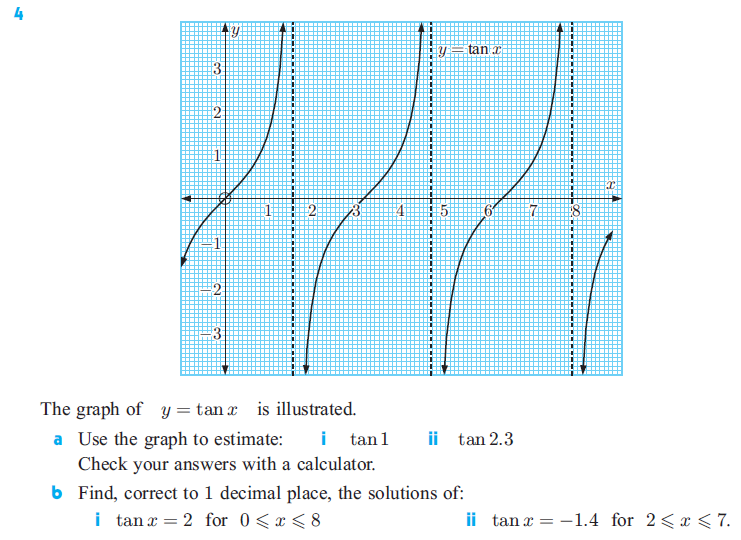 4
y
y = tan x
3
2
1
x
1 2 3 4 5 6 7 8
−1
−2
−3
The graph of y = tan x is illustrated.
a Use the graph to estimate: i tan 1 ii tan 2.3
Check your answers with a calculator.
b Find, correct to 1 decimal place, the solutions of:
i tan x = 2 for 0 ⩽ x ⩽ 8 ii tan x = −1.4 for 2 ⩽ x ⩽ 7.